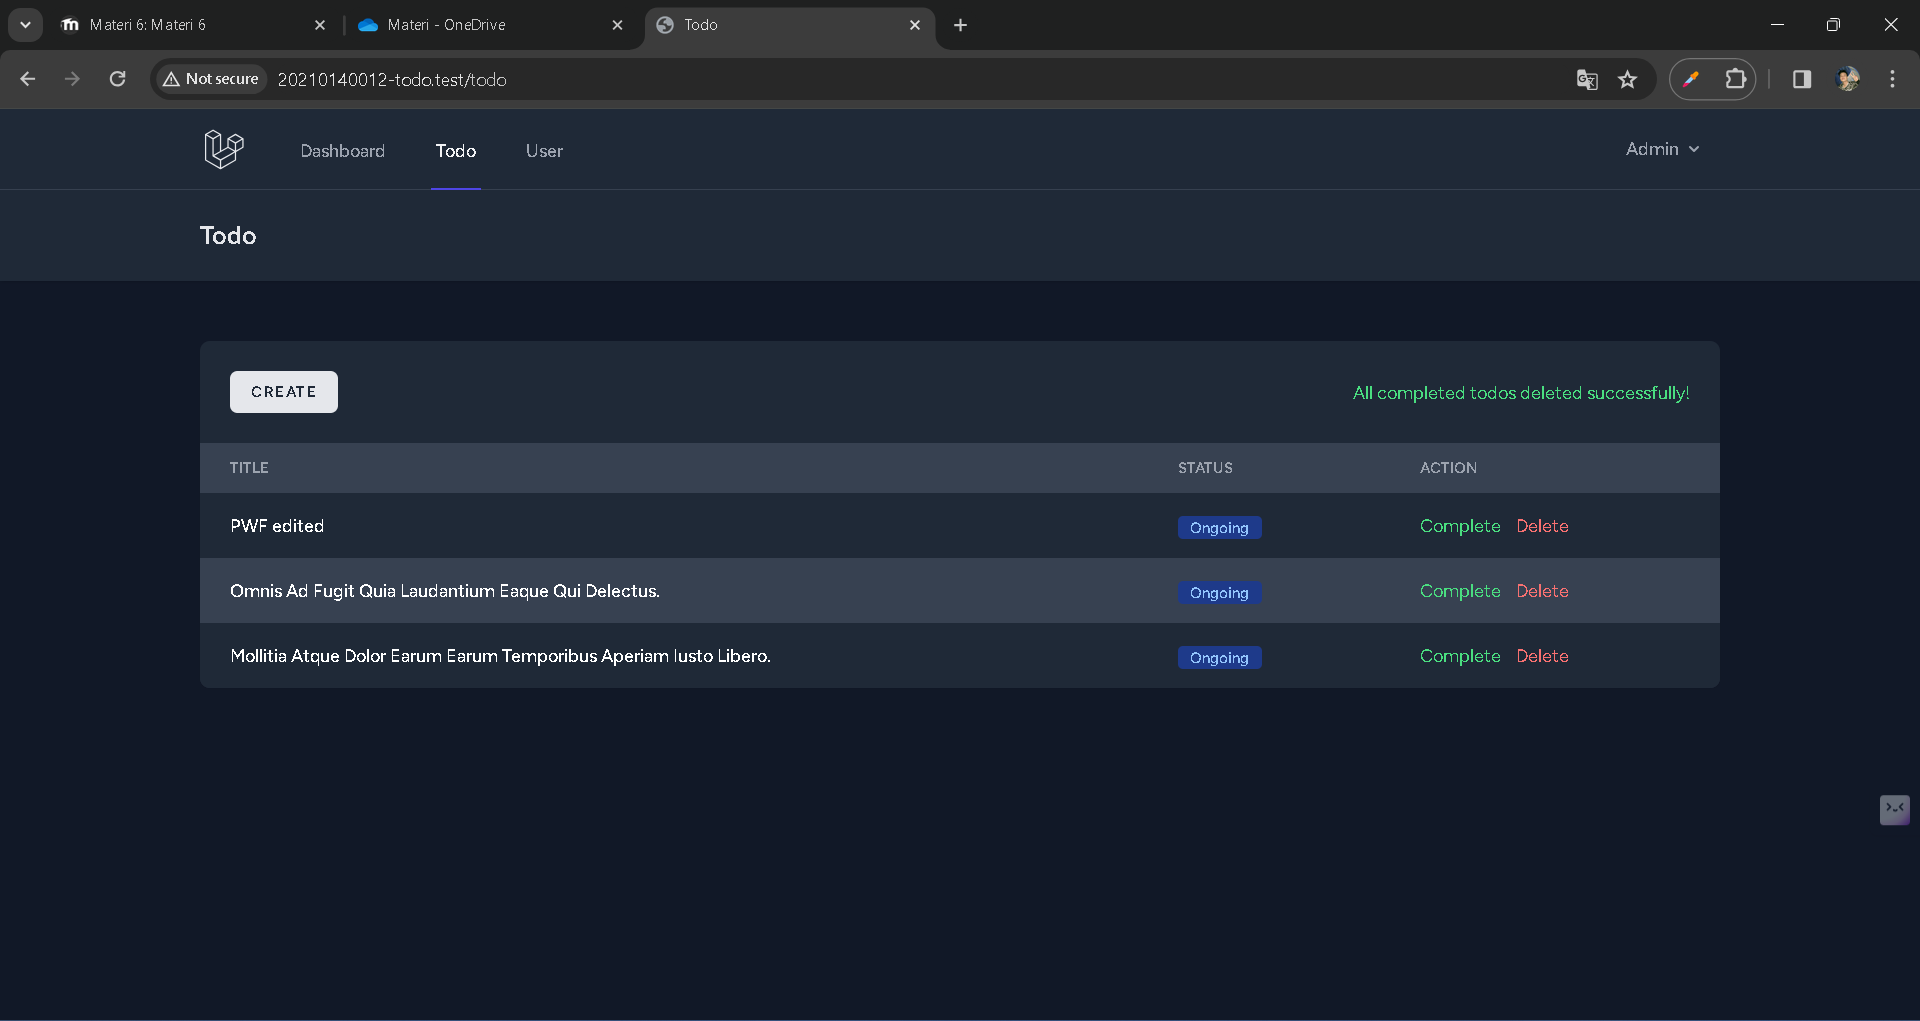 Materi 6: Materi 6
Materi - OneDrive
Todo
Not secure
20210140012-todo.test/todo
Dashboard
Todo
User
Admin
Todo
CREATE
All completed todos deleted successfully!
TITLE STATUS ACTION
PWF edited Ongoing Complete Delete
Omnis Ad Fugit Quia Laudantium Eaque Qui Delectus. Ongoing Complete Delete
Mollitia Atque Dolor Earum Earum Temporibus Aperiam Iusto Libero. Ongoing Complete Delete